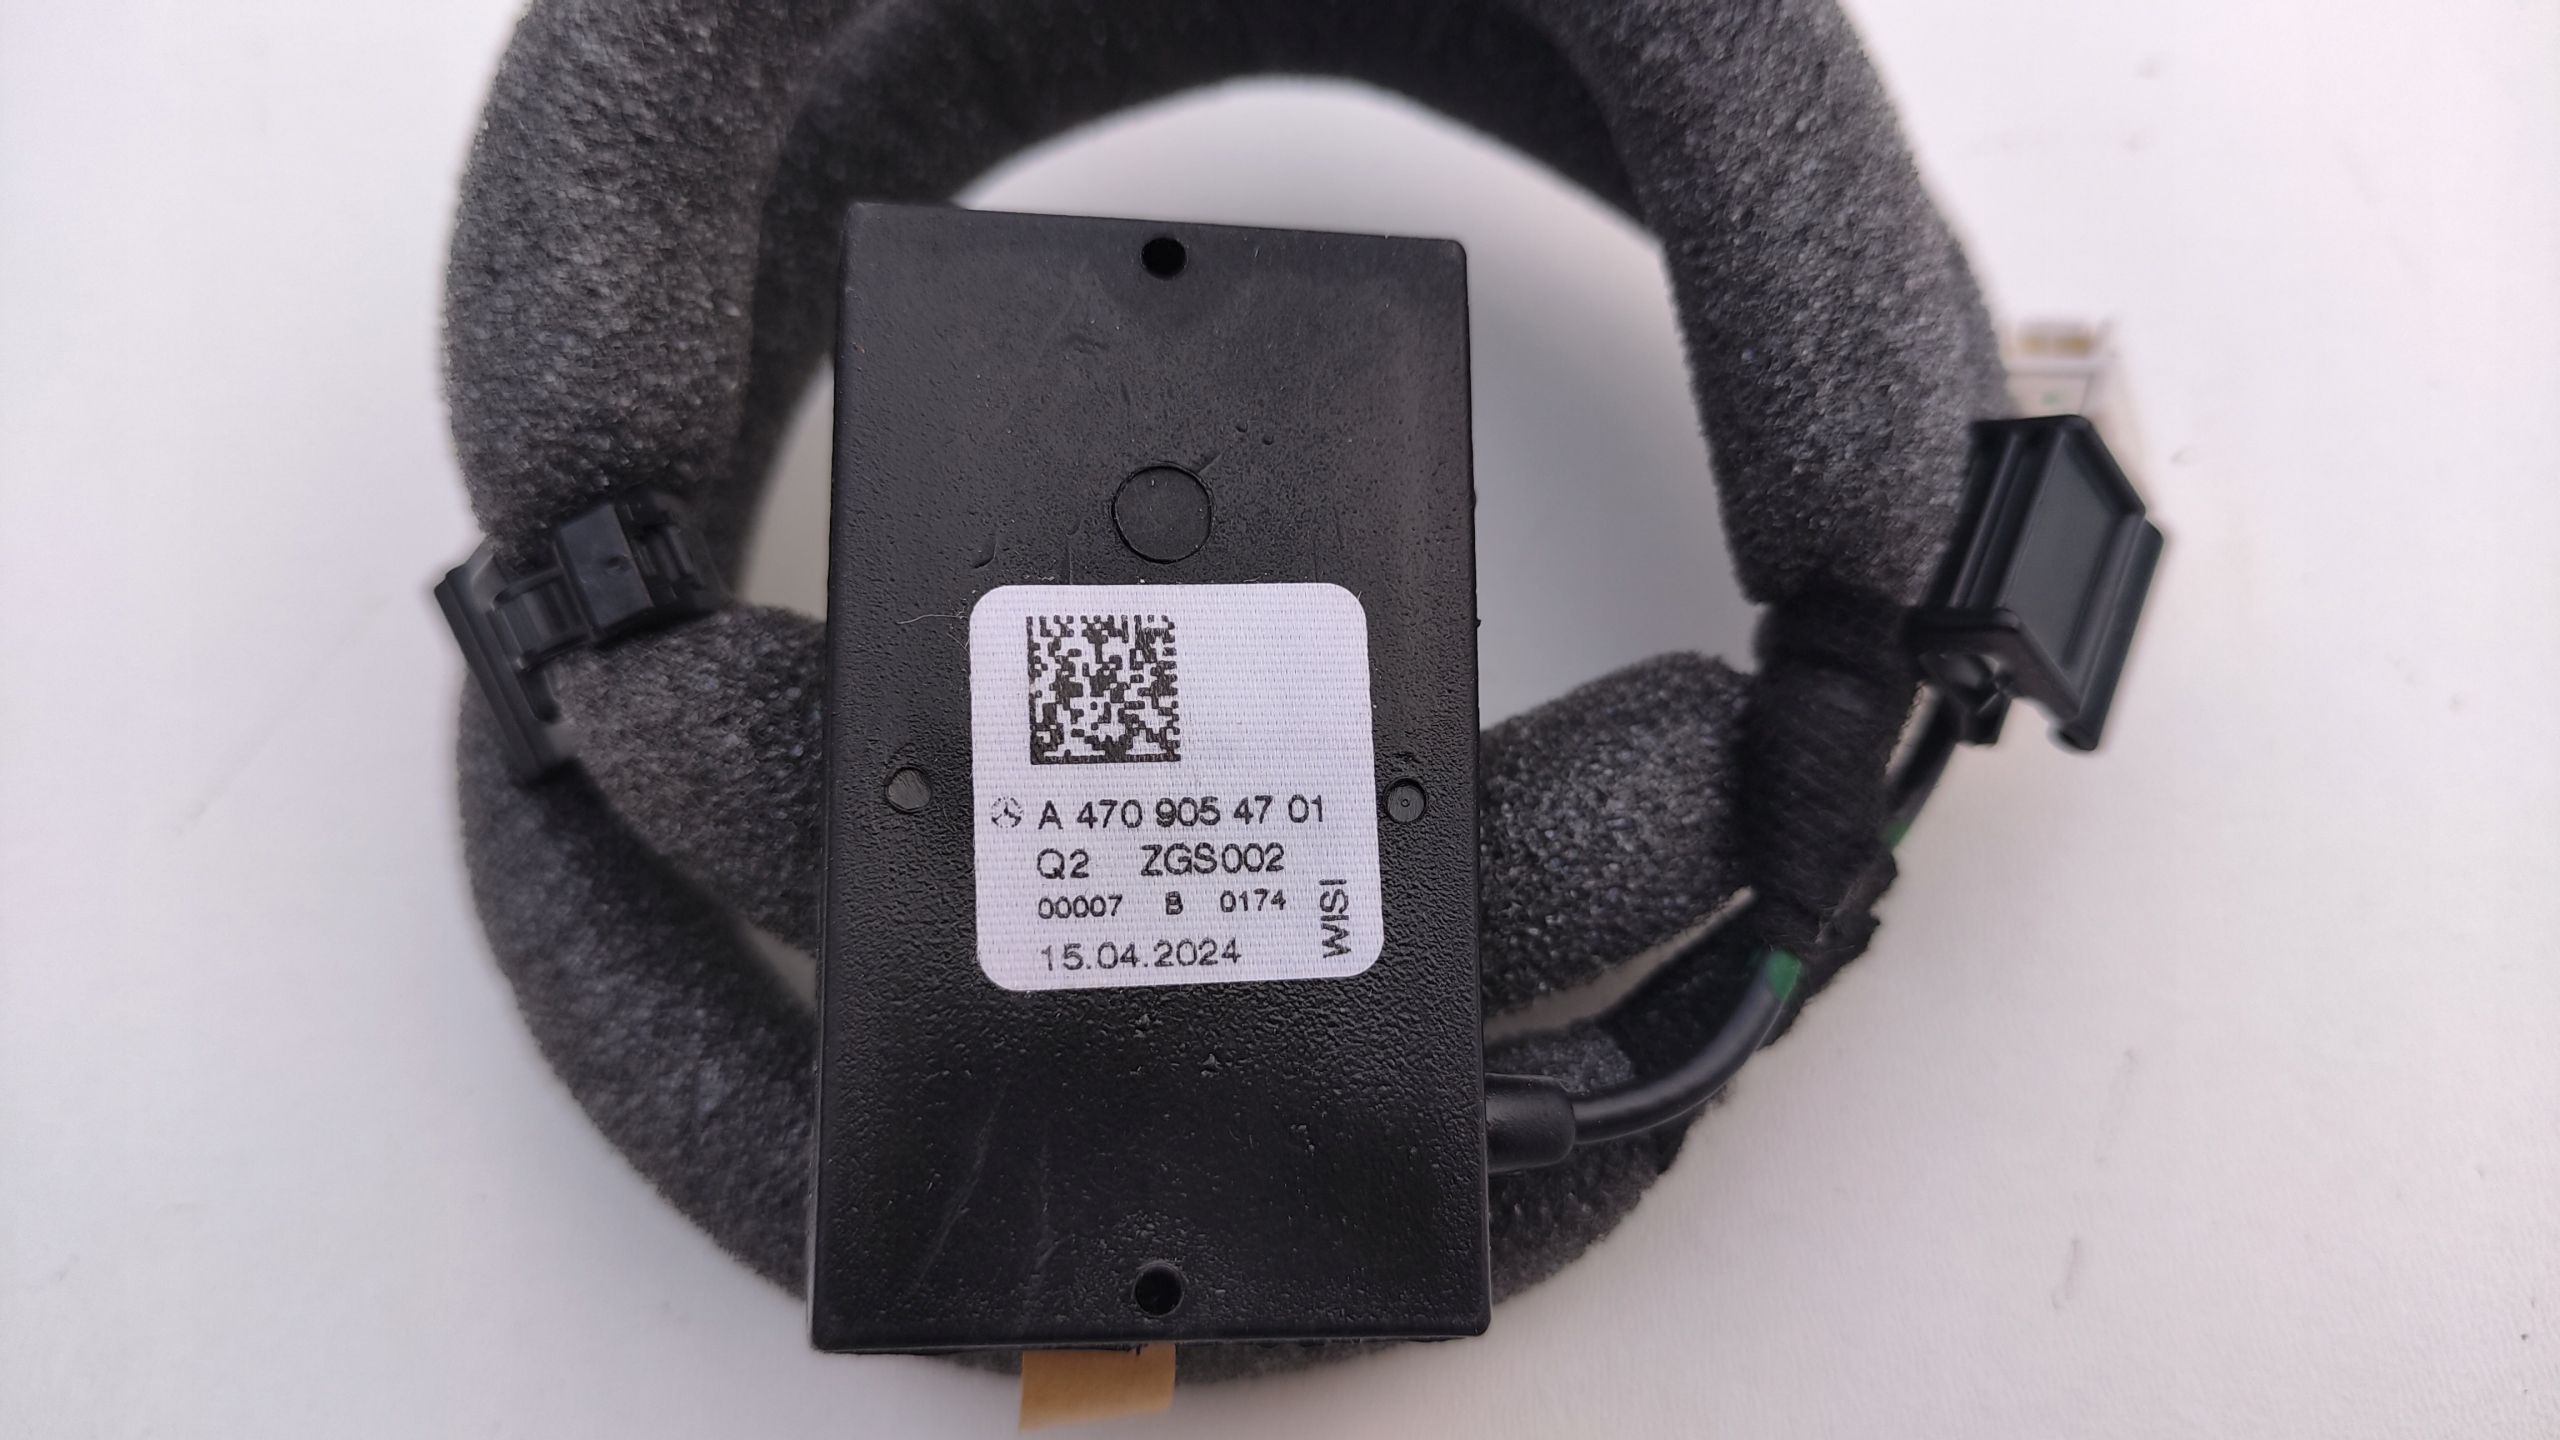 A 470 905 47 01
Q2 ZGS002
00007 B 0174
15.04.2024
WISI